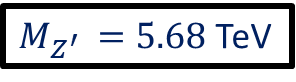 M_{Z′} = 5.68 TeV